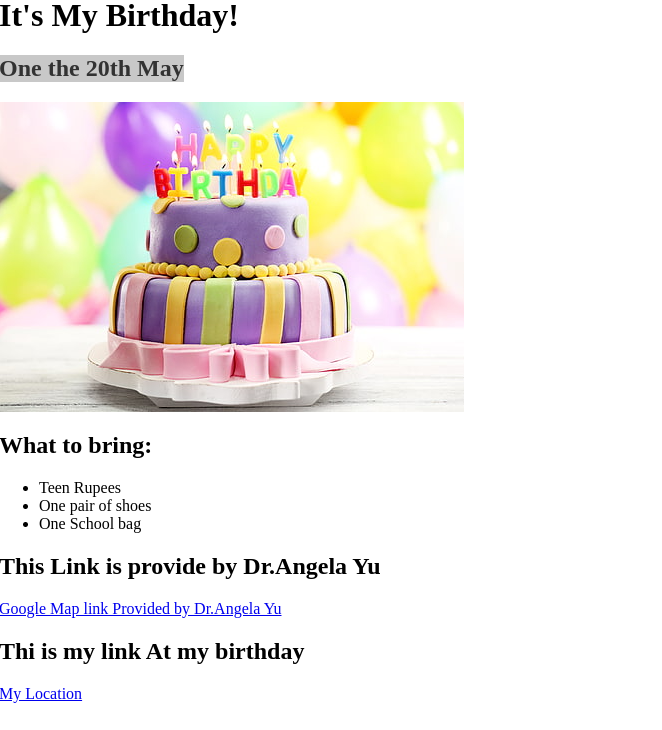 It's My Birthday!
One the 20th May
HAPPY
BIRTHDAY
What to bring:
Teen Rupees
One pair of shoes
One School bag
This Link is provide by Dr.Angela Yu
Google Map link Provided by Dr.Angela Yu
Thi is my link At my birthday
My Location